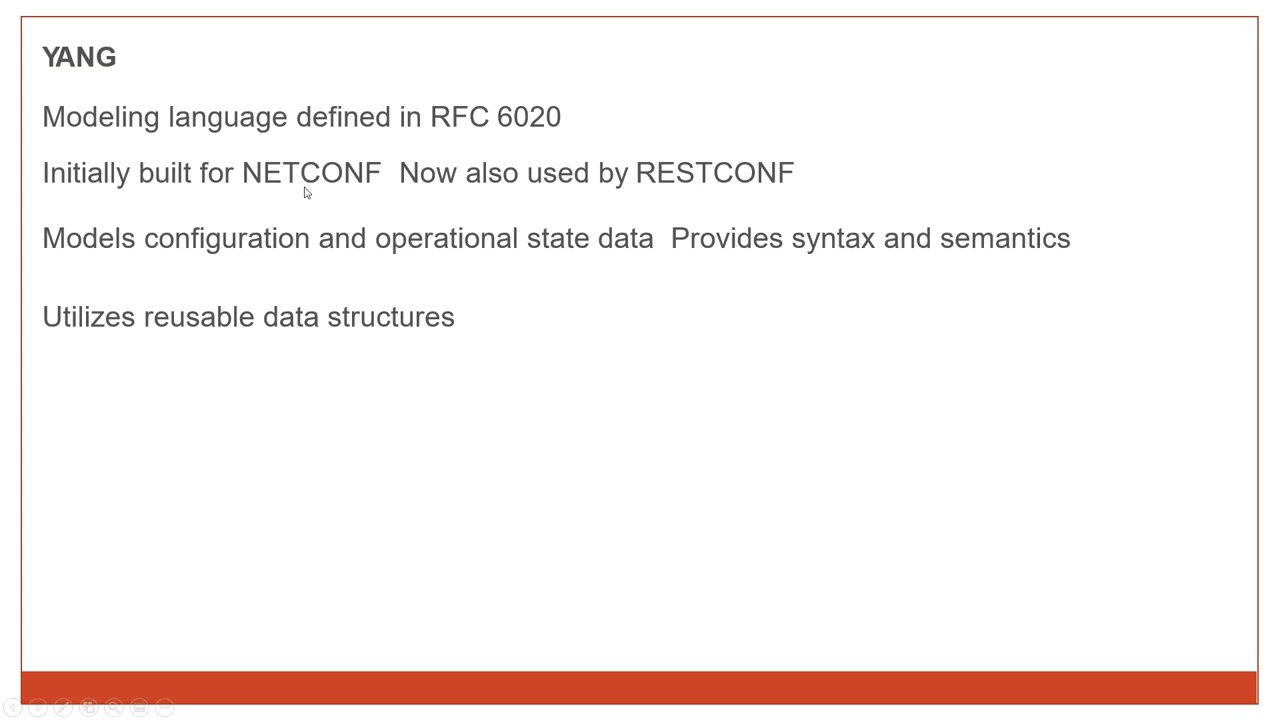 YANG
Modeling language defined in RFC 6020
Initially built for NETCONF  Now also used by RESTCONF
Models configuration and operational state data  Provides syntax and semantics
Utilizes reusable data structures